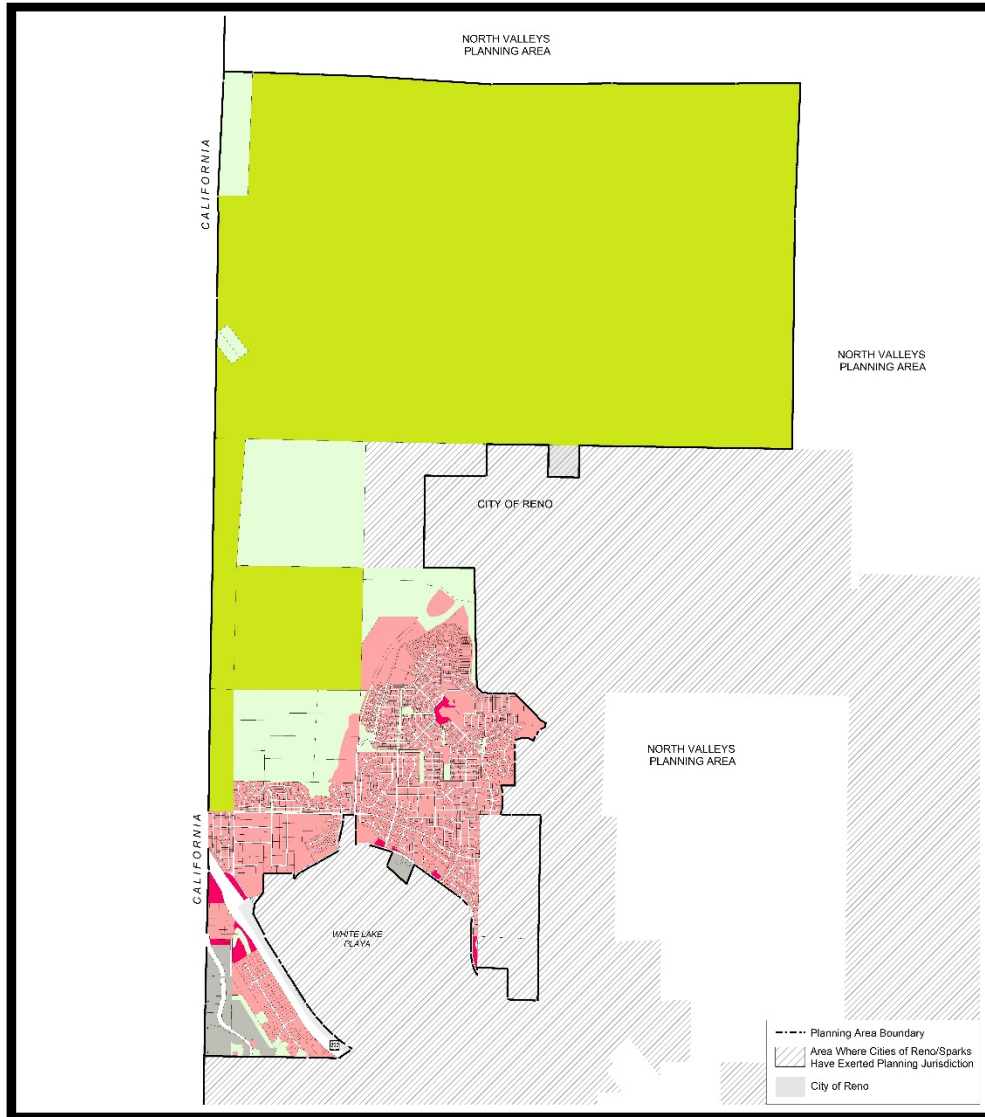 NORTH VALLEYS
PLANNING AREA
CALIFORNIA
NORTH VALLEYS
PLANNING AREA
CITY OF RENO
NORTH VALLEYS
PLANNING AREA
CALIFORNIA
WHITE LAKE
PLAYA
Planning Area Boundary
Area Where Cities of Reno/Sparks
Have Exerted Planning Jurisdiction
City of Reno